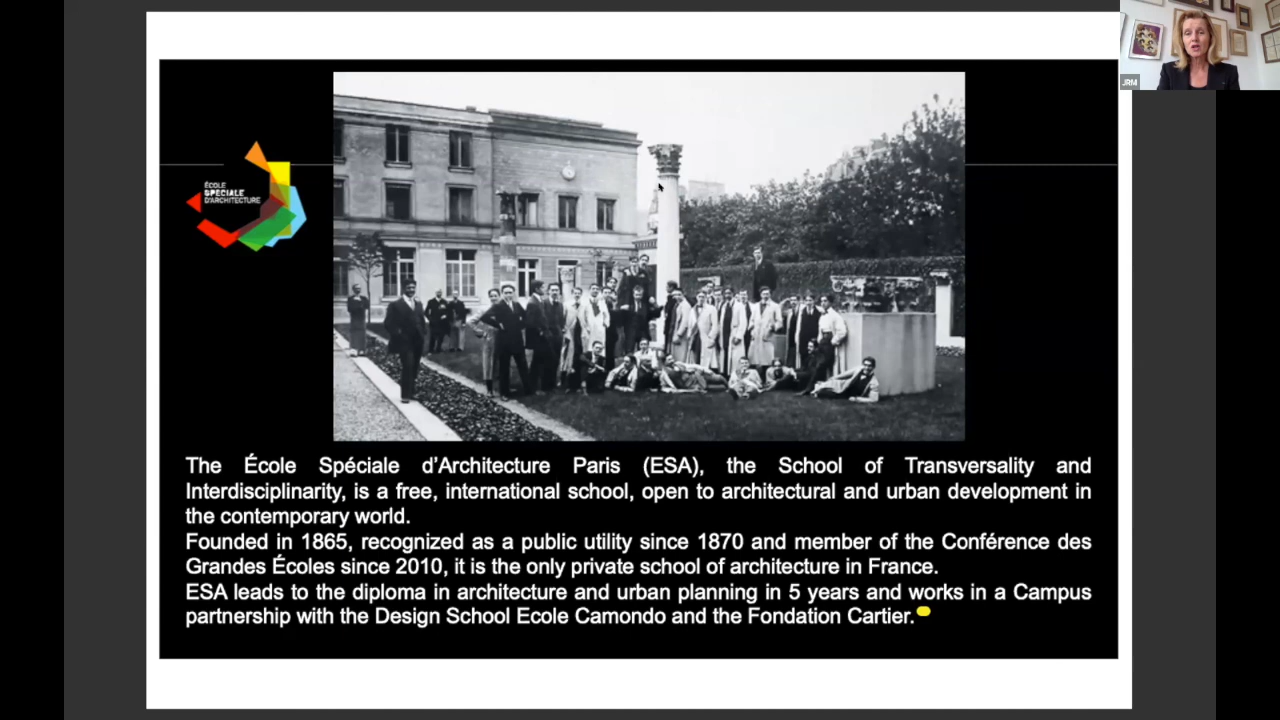 JRM
ÉCOLE
SPÉCIALE
D'ARCHITECTURE
The École Spéciale d'Architecture Paris (ESA), the School of Transversality and
Interdisciplinarity, is a free, international school, open to architectural and urban development in
the contemporary world.
Founded in 1865, recognized as a public utility since 1870 and member of the Conférence des
Grandes Écoles since 2010, it is the only private school of architecture in France.
ESA leads to the diploma in architecture and urban planning in 5 years and works in a Campus
partnership with the Design School Ecole Camondo and the Fondation Cartier.